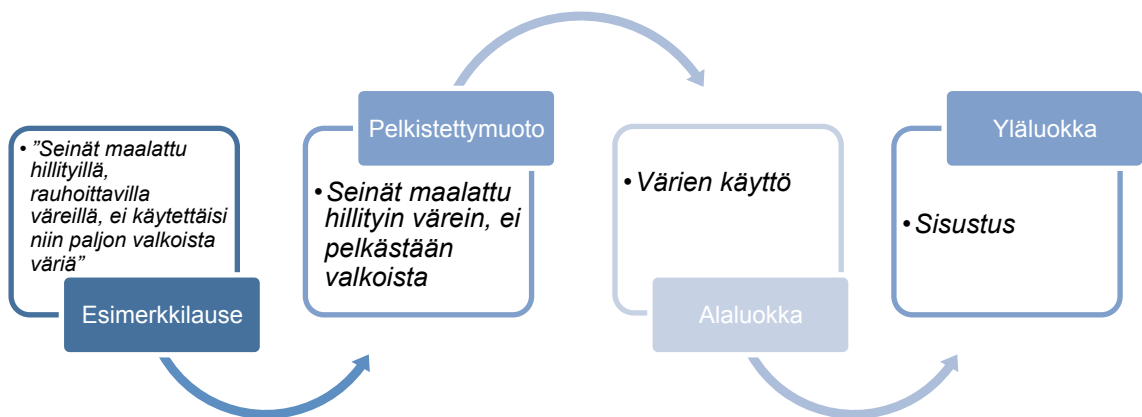 • ”Seinät maalattu
hillityillä,
rauhoittavilla
väreillä, ei käytettäisi
niin paljon valkoista
väriä”
Esimerkkilause
Pelkistettymuoto
• Seinät maalattu
hillityin värein, ei
pelkästään
valkoista
• Värien käyttö
Alaluokka
Yläluokka
• Sisustus